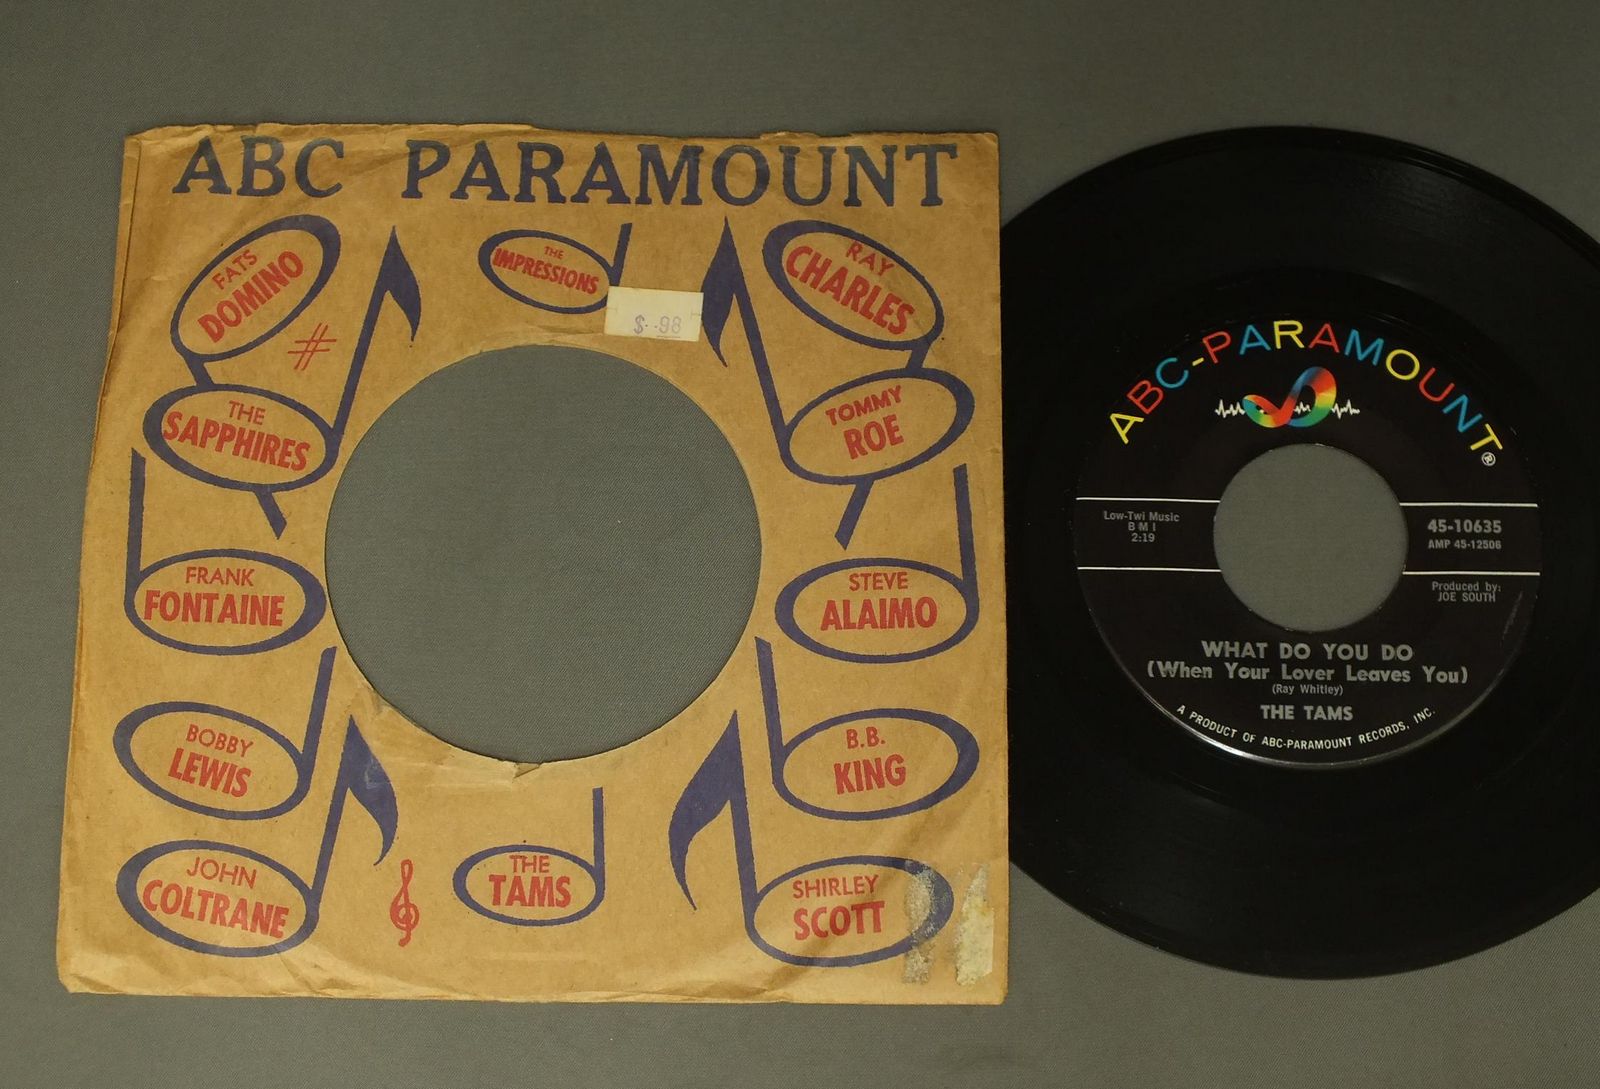 ABC PARAMOUNT
FATS
DOMINO
THE
IMPRESSIONS
RAY
CHARLES
$ .98
#
THE
SAPPHIRES
TOMMY
ROE
FRANK
FONTAINE
STEVE
ALAIMO
BOBBY
LEWIS
B.B.
KING
JOHN
COLTRANE
THE
TAMS
SHIRLEY
SCOTT
ABC-PARAMOUNT®
Low-Twi Music
B M I
2:19
45-10635
AMP 45-12506
Produced by:
JOE SOUTH
WHAT DO YOU DO
(When Your Lover Leaves You)
(Ray Whitley)
THE TAMS
A PRODUCT OF ABC-PARAMOUNT RECORDS, INC.